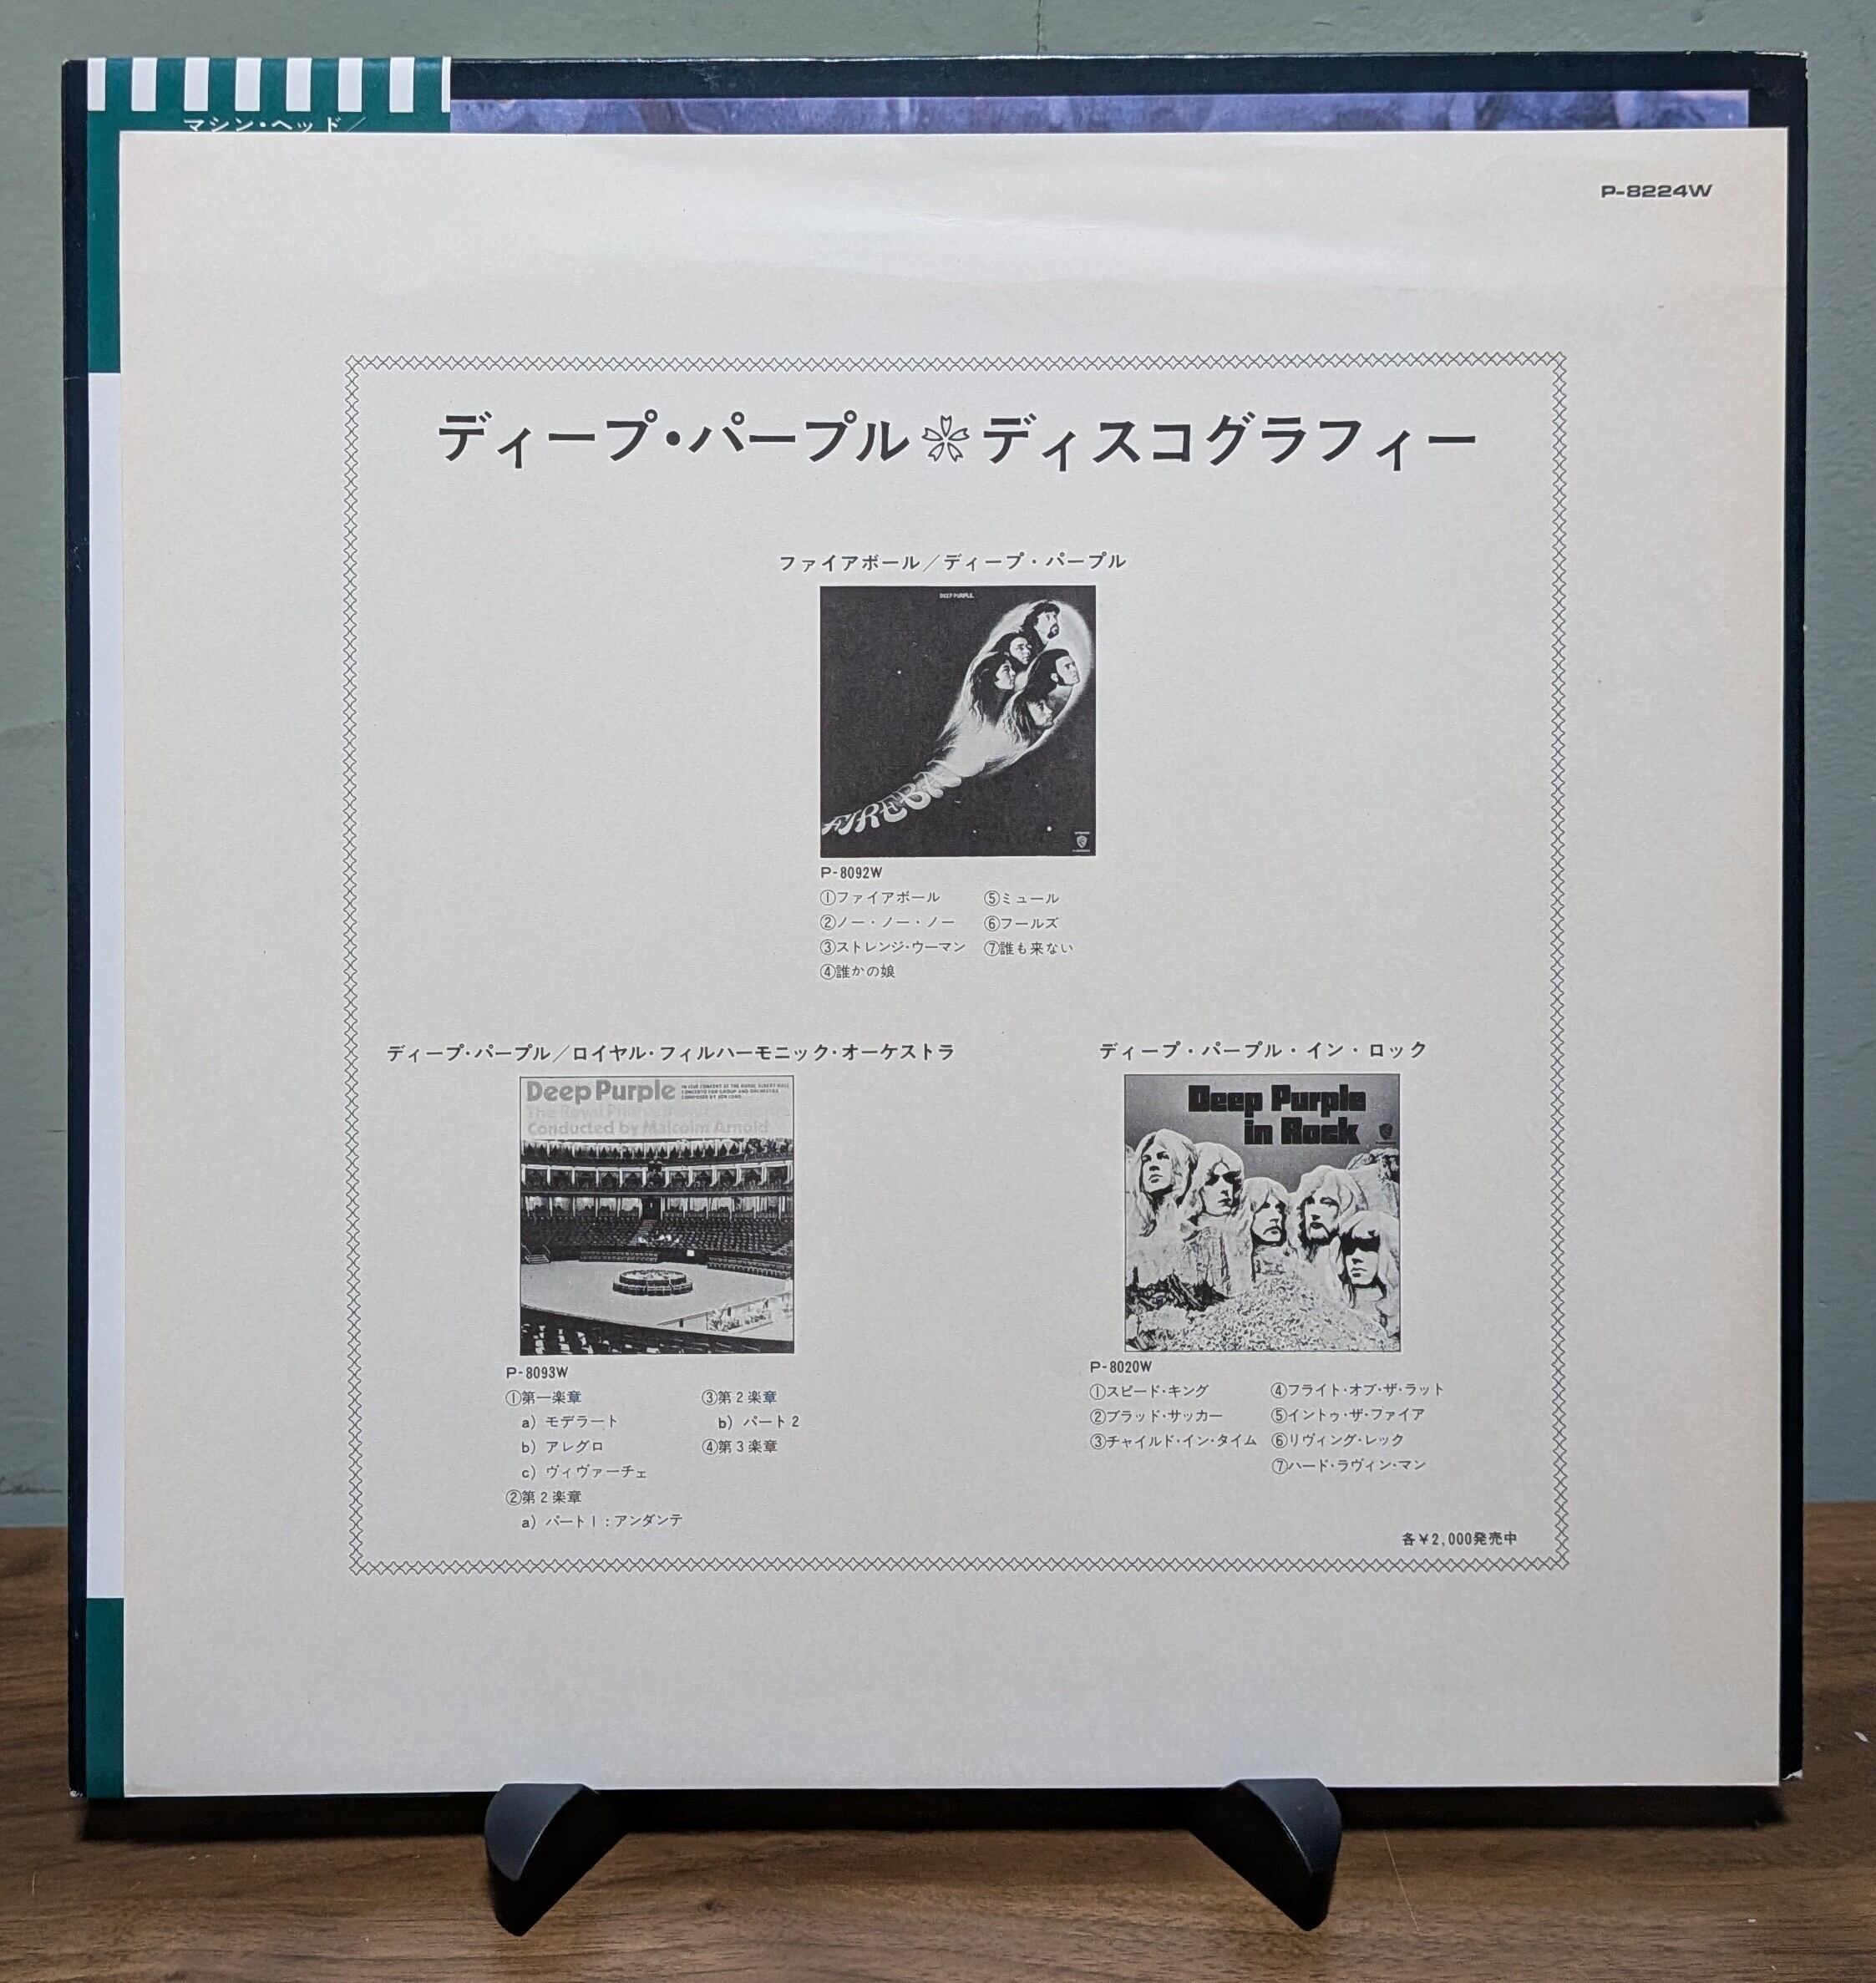 マシン・ヘッド／
P-8224W
ディープ・パープル ディスコグラフィー
ファイアボール／ディープ・パープル
DEEP PURPLE
FIREBALL
P-8092W
①ファイアボール
②ノー・ノー・ノー
③ストレンジ・ウーマン
④誰かの娘
⑤ミュール
⑥フールズ
⑦誰も来ない
ディープ・パープル／ロイヤル・フィルハーモニック・オーケストラ
Deep Purple
The Royal Philharmonic Orchestra
Conducted by Malcolm Arnold
P-8093W
①第一楽章
a) モデラート
b) アレグロ
c) ヴィヴァーチェ
②第2楽章
a) パートI：アンダンテ
③第2楽章
b) パート2
④第3楽章
ディープ・パープル・イン・ロック
Deep Purple
in Rock
P-8020W
①スピード・キング
②ブラッド・サッカー
③チャイルド・イン・タイム
④フライト・オブ・ザ・ラット
⑤イントゥ・ザ・ファイア
⑥リヴィング・レック
⑦ハード・ラヴィン・マン
各¥2,000発売中